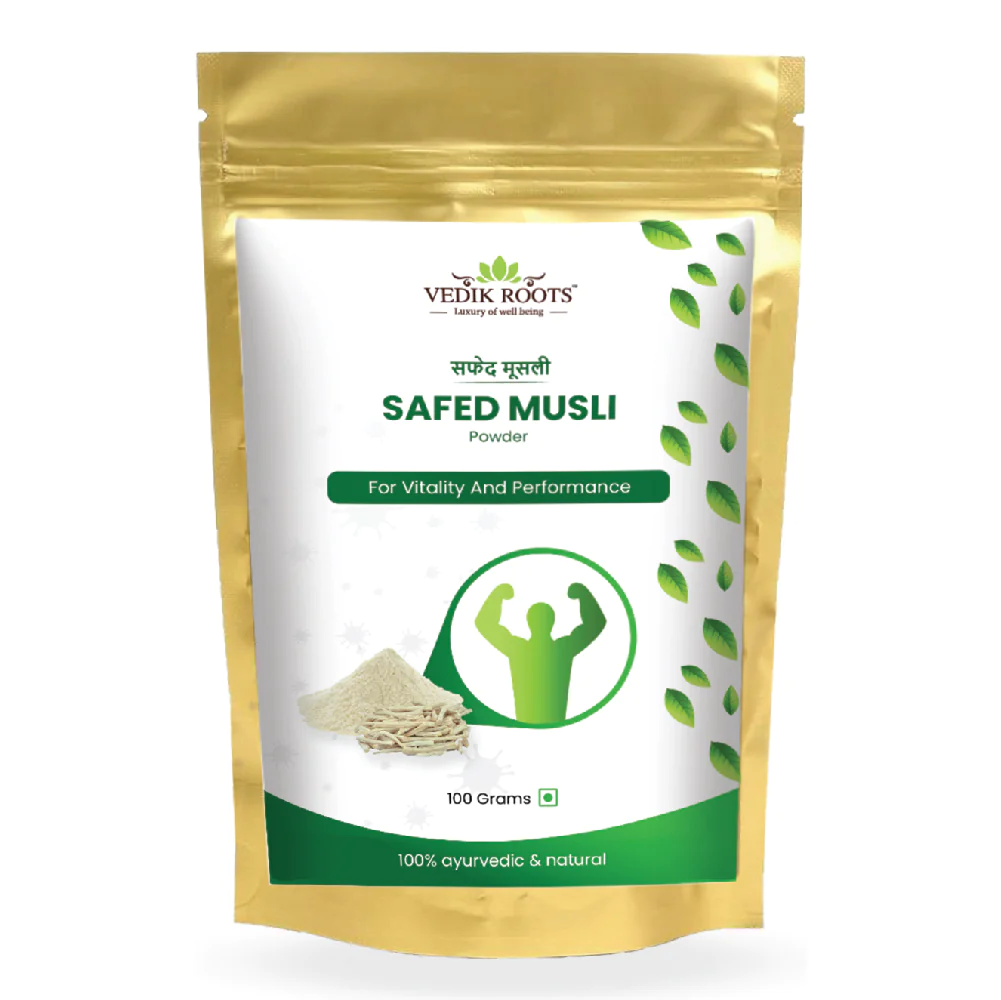 VEDIK ROOTS™
Luxury of well being
सफेद मूसली
SAFED MUSLI
Powder
For Vitality And Performance
100 Grams
100% ayurvedic & natural